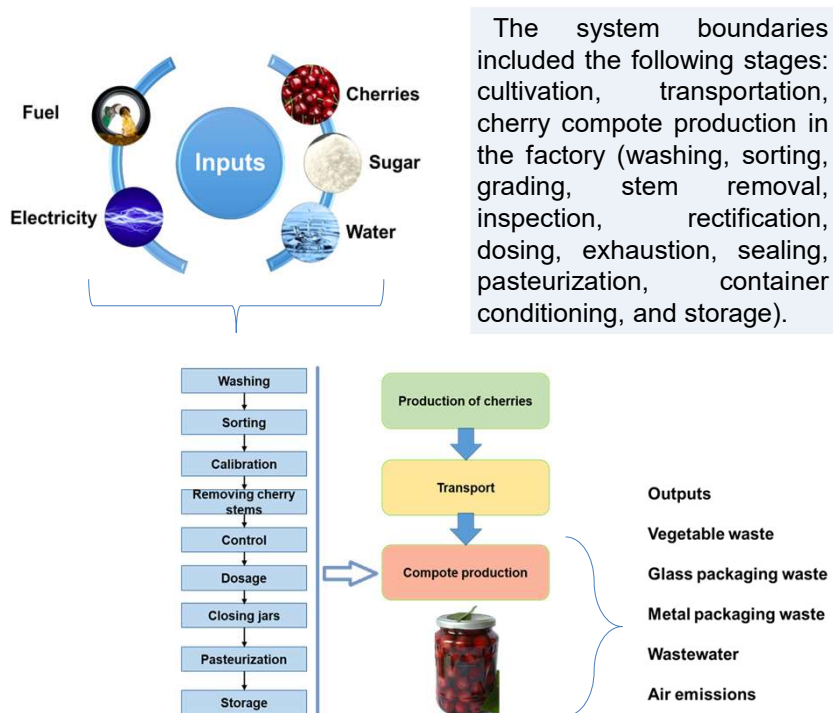 Fuel
Electricity
Inputs
Cherries
Sugar
Water
The system boundaries
included the following stages:
cultivation, transportation,
cherry compote production in
the factory (washing, sorting,
grading, stem removal,
inspection, rectification,
dosing, exhaustion, sealing,
pasteurization, container
conditioning, and storage).
Washing
Sorting
Calibration
Removing cherry
stems
Control
Dosage
Closing jars
Pasteurization
Storage
Production of cherries
Transport
Compote production
Outputs
Vegetable waste
Glass packaging waste
Metal packaging waste
Wastewater
Air emissions